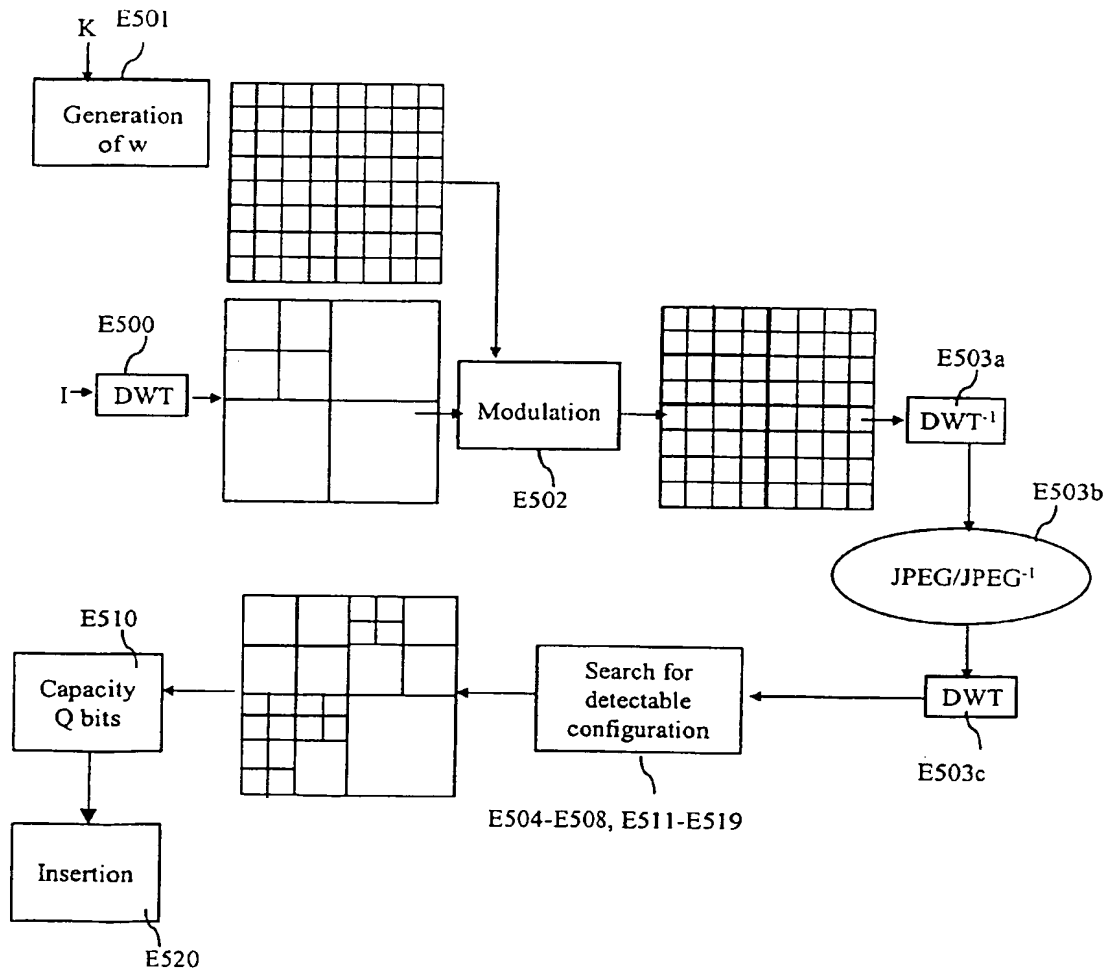 K
E501
Generation
of w
E500
I
DWT
Modulation
E502
E503a
DWT⁻¹
E503b
JPEG/JPEG⁻¹
E510
Capacity
Q bits
Search for
detectable
configuration
DWT
E503c
E504-E508, E511-E519
Insertion
E520